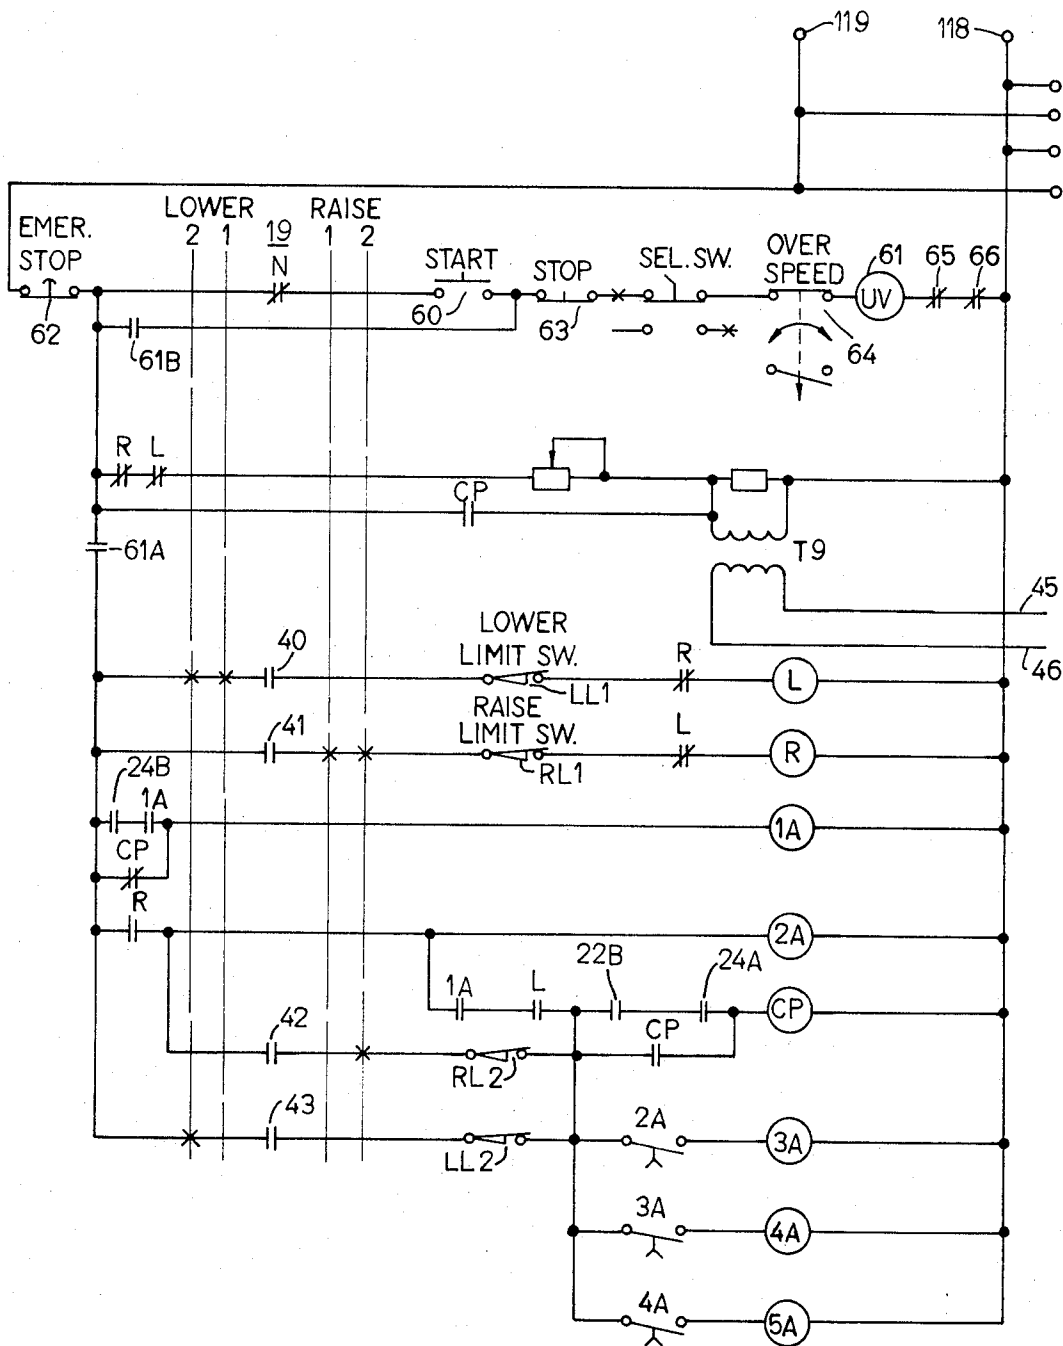 119
118
LOWER
RAISE
EMER.
STOP
2
1
19
N
1
2
START
STOP
SEL. SW.
OVER
SPEED
61
65
66
UV
62
60
63
64
61B
R
L
CP
61A
T9
45
46
40
LOWER
LIMIT SW.
LL1
R
L
41
RAISE
LIMIT SW.
RL1
L
R
24B
1A
1A
CP
R
2A
22B
24A
1A
L
CP
42
CP
RL2
43
LL2
2A
3A
3A
4A
4A
5A